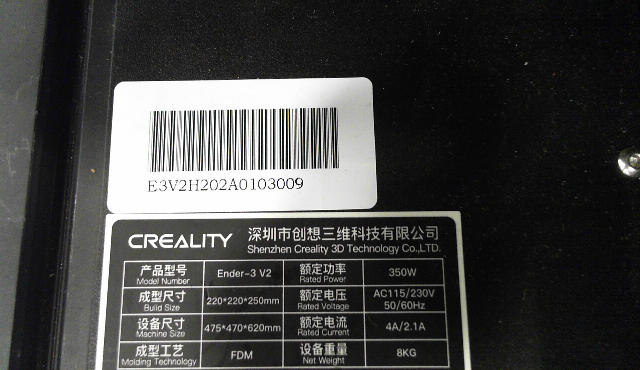 E3V2H202A0103009
CREALITY 深圳市创想三维科技有限公司
Shenzhen Creality 3D Technology Co.,LTD.
产品型号 Ender-3 V2 额定功率 350W
Model Number Rated Power
成型尺寸 220*220*250mm 额定电压 AC115/230V
Build Size Rated Voltage 50/60Hz
设备尺寸 475*470*620mm 额定电流 4A/2.1A
Machine Size Rated Current
成型工艺 FDM 设备重量 8KG
Molding Technology Net Weight